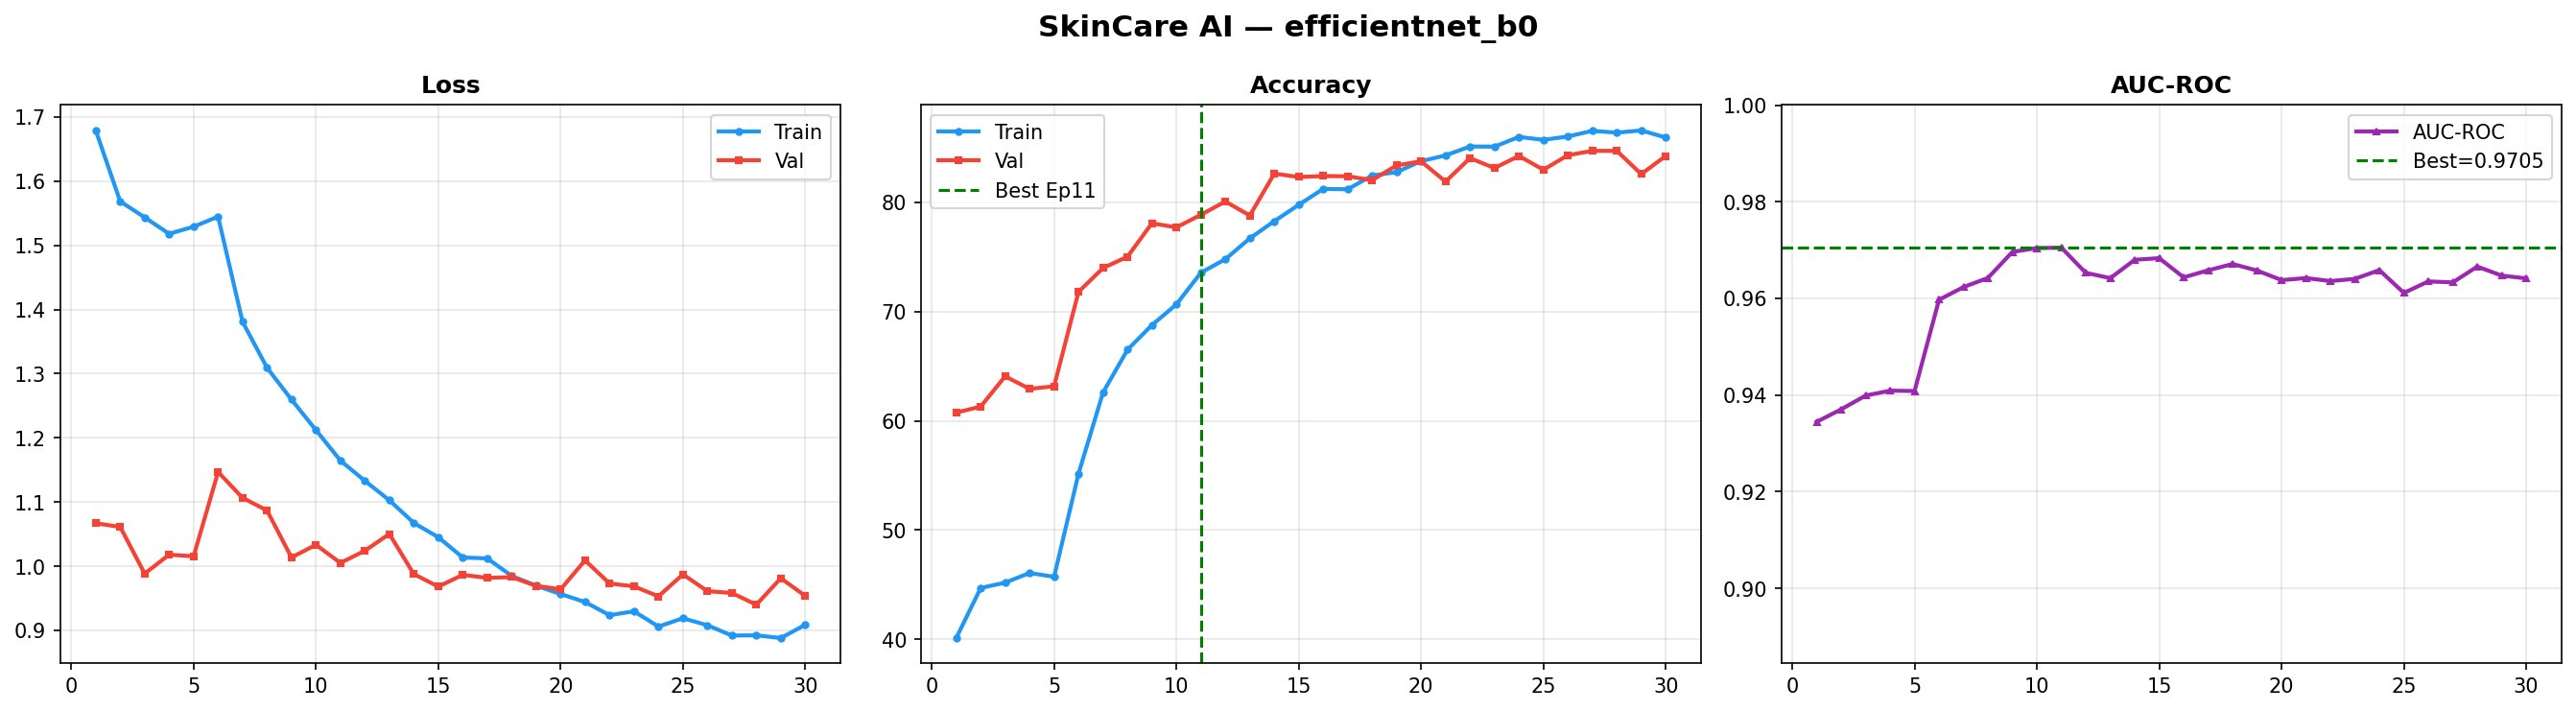 SkinCare AI — efficientnet_b0
Loss
1.7
1.6
1.5
1.4
1.3
1.2
1.1
1.0
0.9
0 5 10 15 20 25 30
Train
Val
Accuracy
80
70
60
50
40
0 5 10 15 20 25 30
Train
Val
Best Ep11
AUC-ROC
1.00
0.98
0.96
0.94
0.92
0.90
0 5 10 15 20 25 30
AUC-ROC
Best=0.9705